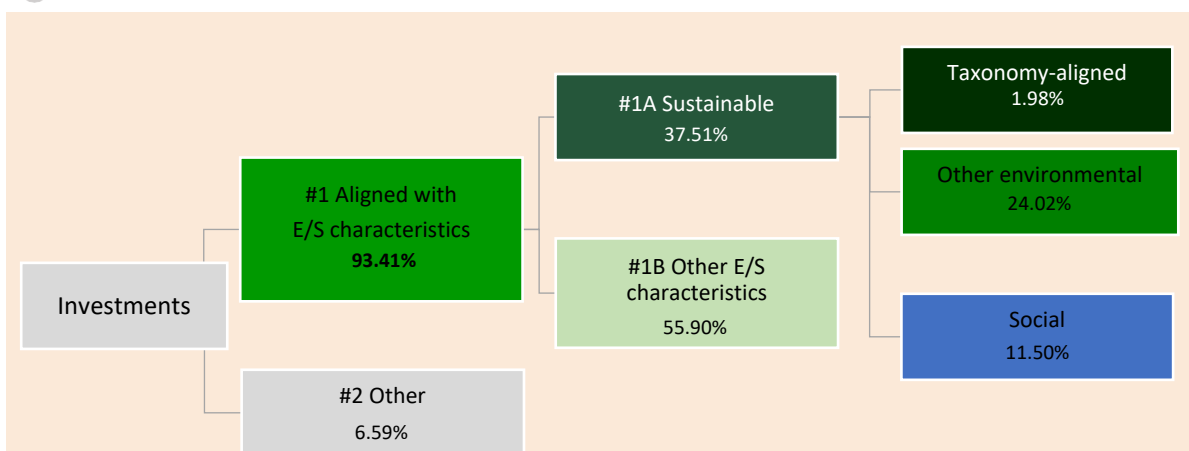 Investments
#1 Aligned with
E/S characteristics
93.41%
#2 Other
6.59%
#1A Sustainable
37.51%
#1B Other E/S
characteristics
55.90%
Taxonomy-aligned
1.98%
Other environmental
24.02%
Social
11.50%